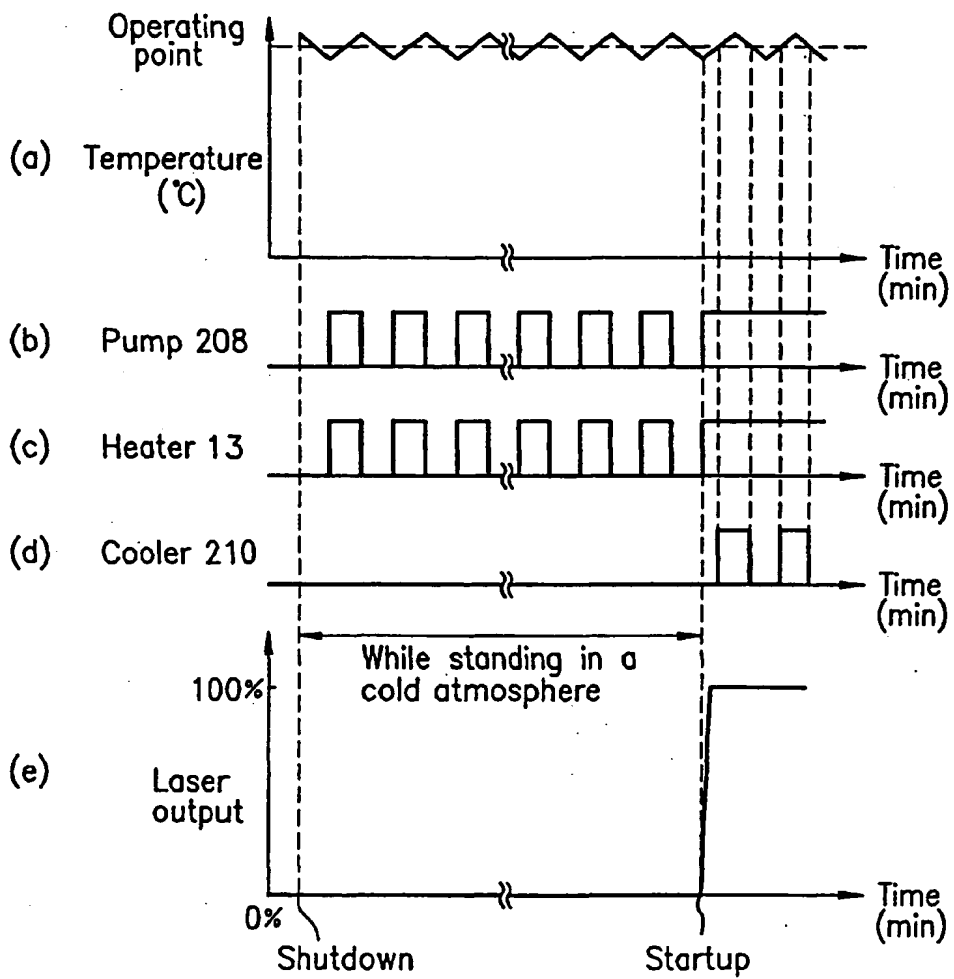 Operating
point
(a) Temperature
(°C)
Time
(min)
(b) Pump 208
Time
(min)
(c) Heater 13
Time
(min)
(d) Cooler 210
Time
(min)
While standing in a
cold atmosphere
100%
(e) Laser
output
0%
Time
(min)
Shutdown
Startup